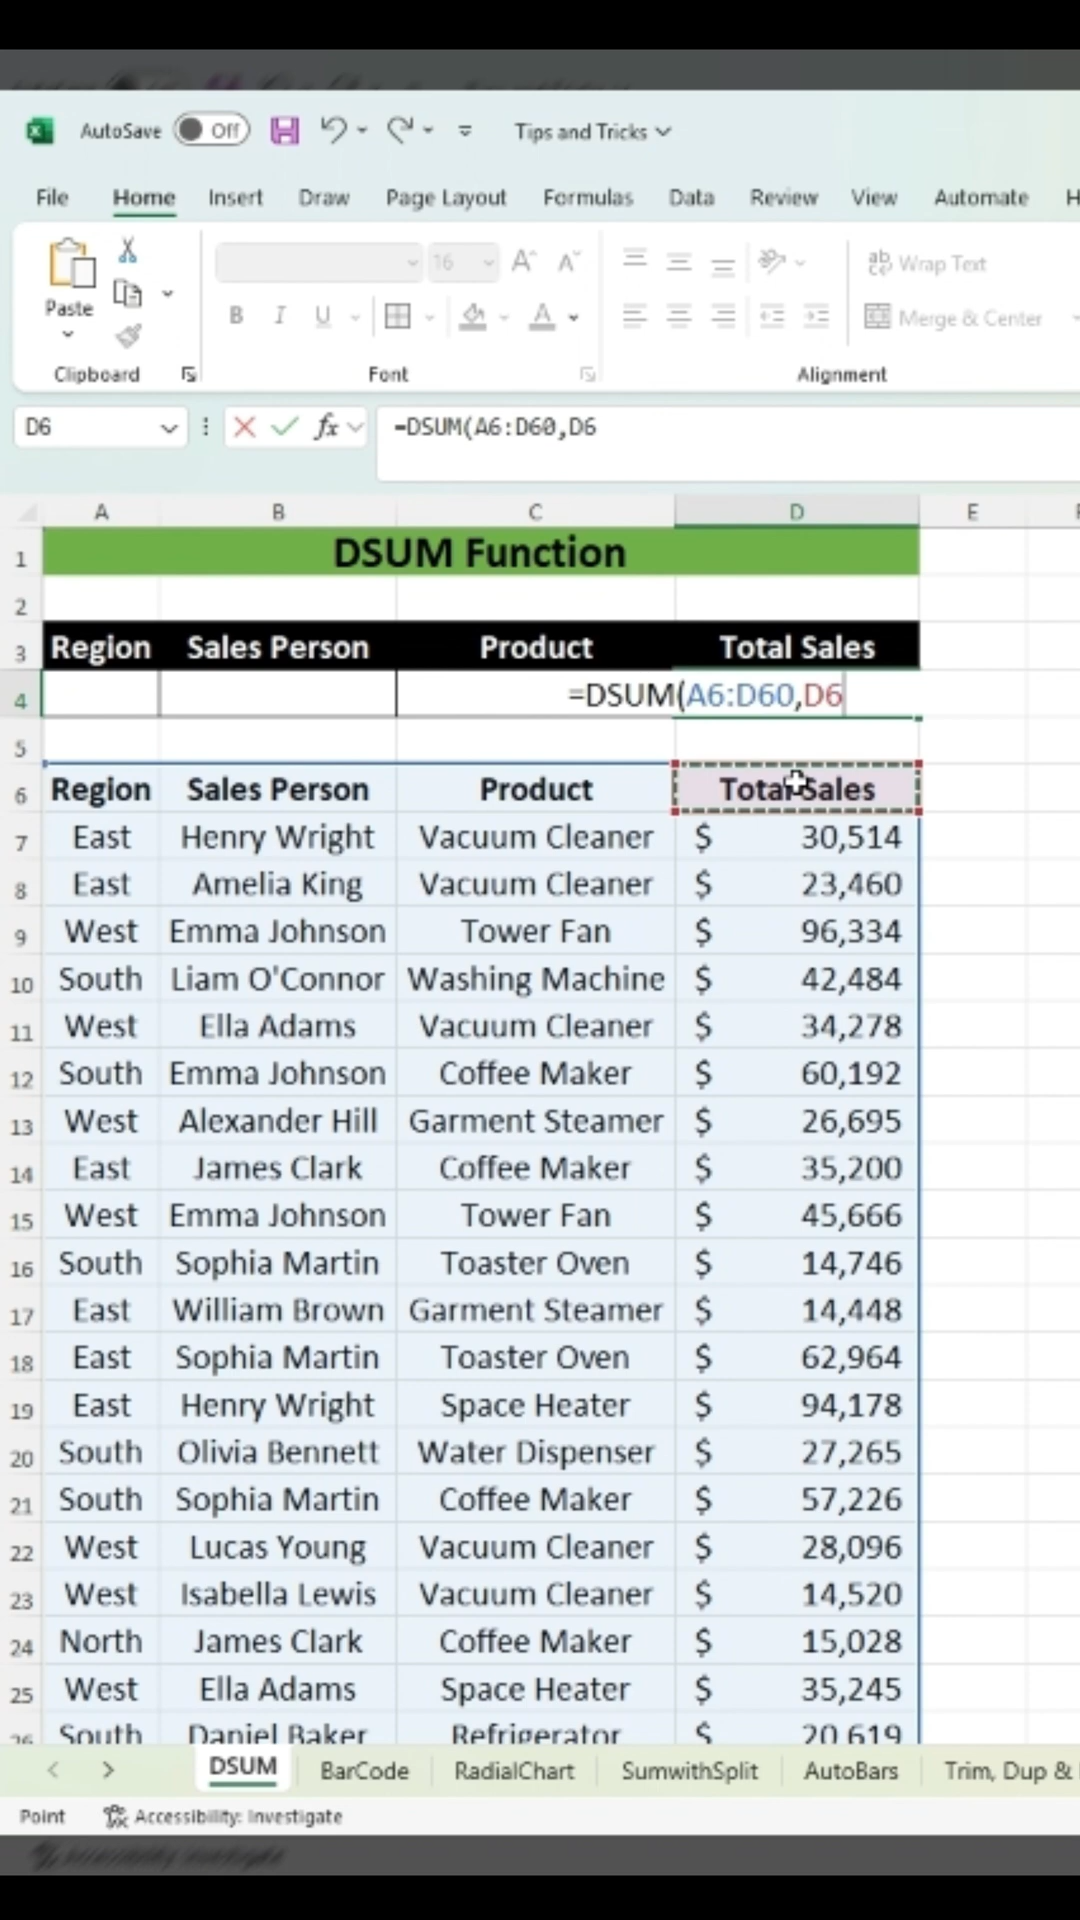 AutoSave Off Tips and Tricks
File Home Insert Draw Page Layout Formulas Data Review View Automate H
Paste
16
A^ A˅
B I U A
ab Wrap Text
Merge & Center
Clipboard Font Alignment
D6 fx =DSUM(A6:D60,D6
A B C D E
1 DSUM Function
2
3 Region Sales Person Product Total Sales
4 =DSUM(A6:D60,D6
5
6 Region Sales Person Product Total Sales
7 East Henry Wright Vacuum Cleaner $ 30,514
8 East Amelia King Vacuum Cleaner $ 23,460
9 West Emma Johnson Tower Fan $ 96,334
10 South Liam O'Connor Washing Machine $ 42,484
11 West Ella Adams Vacuum Cleaner $ 34,278
12 South Emma Johnson Coffee Maker $ 60,192
13 West Alexander Hill Garment Steamer $ 26,695
14 East James Clark Coffee Maker $ 35,200
15 West Emma Johnson Tower Fan $ 45,666
16 South Sophia Martin Toaster Oven $ 14,746
17 East William Brown Garment Steamer $ 14,448
18 East Sophia Martin Toaster Oven $ 62,964
19 East Henry Wright Space Heater $ 94,178
20 South Olivia Bennett Water Dispenser $ 27,265
21 South Sophia Martin Coffee Maker $ 57,226
22 West Lucas Young Vacuum Cleaner $ 28,096
23 West Isabella Lewis Vacuum Cleaner $ 14,520
24 North James Clark Coffee Maker $ 15,028
25 West Ella Adams Space Heater $ 35,245
26 South Daniel Baker Refrigerator $ 20,619
DSUM BarCode RadialChart SumwithSplit AutoBars Trim, Dup &
Point Accessibility: Investigate